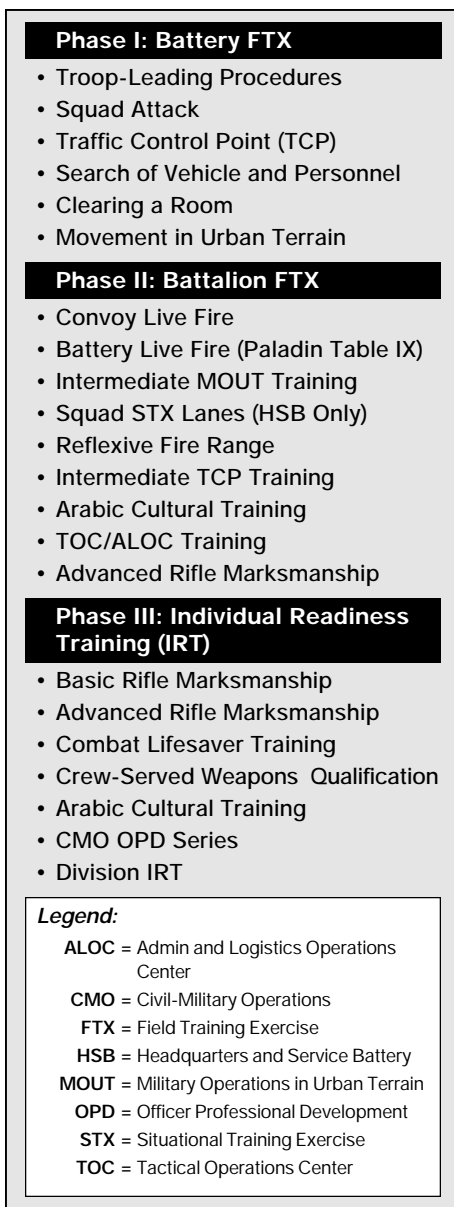 Phase I: Battery FTX
• Troop-Leading Procedures
• Squad Attack
• Traffic Control Point (TCP)
• Search of Vehicle and Personnel
• Clearing a Room
• Movement in Urban Terrain
Phase II: Battalion FTX
• Convoy Live Fire
• Battery Live Fire (Paladin Table IX)
• Intermediate MOUT Training
• Squad STX Lanes (HSB Only)
• Reflexive Fire Range
• Intermediate TCP Training
• Arabic Cultural Training
• TOC/ALOC Training
• Advanced Rifle Marksmanship
Phase III: Individual Readiness
Training (IRT)
• Basic Rifle Marksmanship
• Advanced Rifle Marksmanship
• Combat Lifesaver Training
• Crew-Served Weapons Qualification
• Arabic Cultural Training
• CMO OPD Series
• Division IRT
Legend:
ALOC = Admin and Logistics Operations
Center
CMO = Civil-Military Operations
FTX = Field Training Exercise
HSB = Headquarters and Service Battery
MOUT = Military Operations in Urban Terrain
OPD = Officer Professional Development
STX = Situational Training Exercise
TOC = Tactical Operations Center